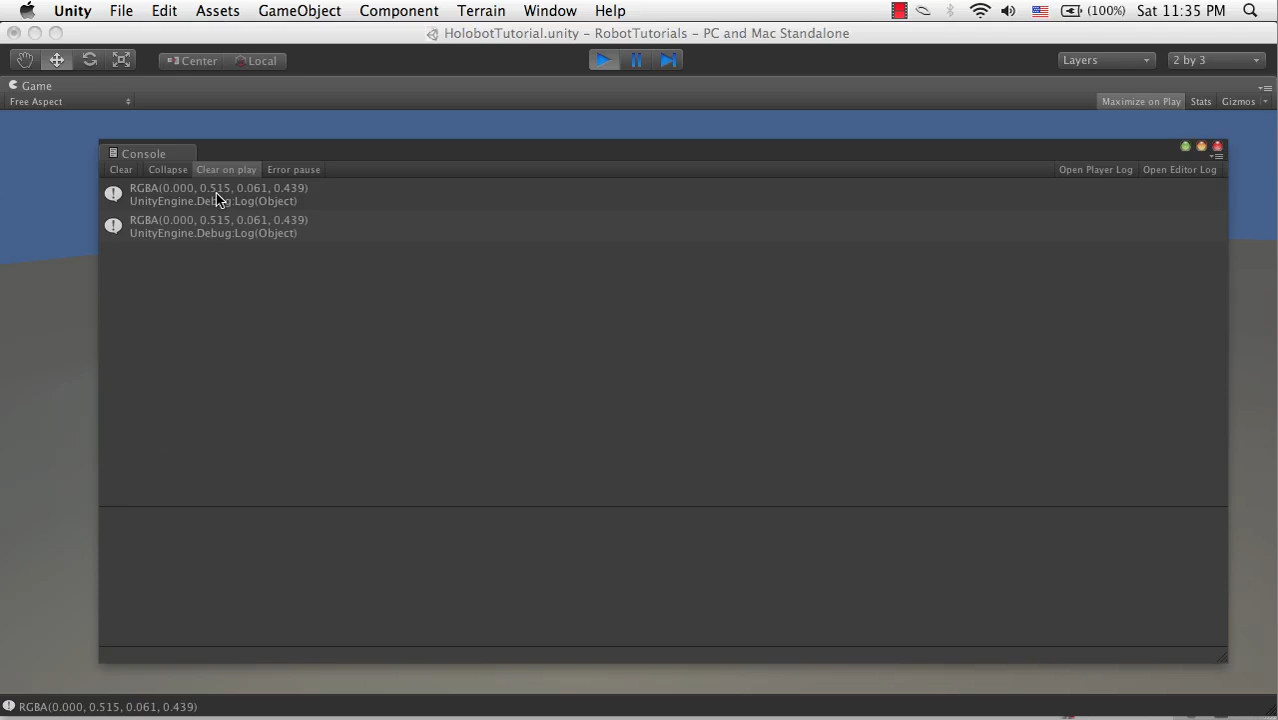 Unity File Edit Assets GameObject Component Terrain Window Help (100%) Sat 11:35 PM
HolobotTutorial.unity – RobotTutorials – PC and Mac Standalone
Center Local Layers 2 by 3
Game
Free Aspect Maximize on Play Stats Gizmos
Console
Clear Collapse Clear on play Error pause Open Player Log Open Editor Log
RGBA(0.000, 0.515, 0.061, 0.439)
UnityEngine.Debug:Log(Object)
RGBA(0.000, 0.515, 0.061, 0.439)
UnityEngine.Debug:Log(Object)
RGBA(0.000, 0.515, 0.061, 0.439)